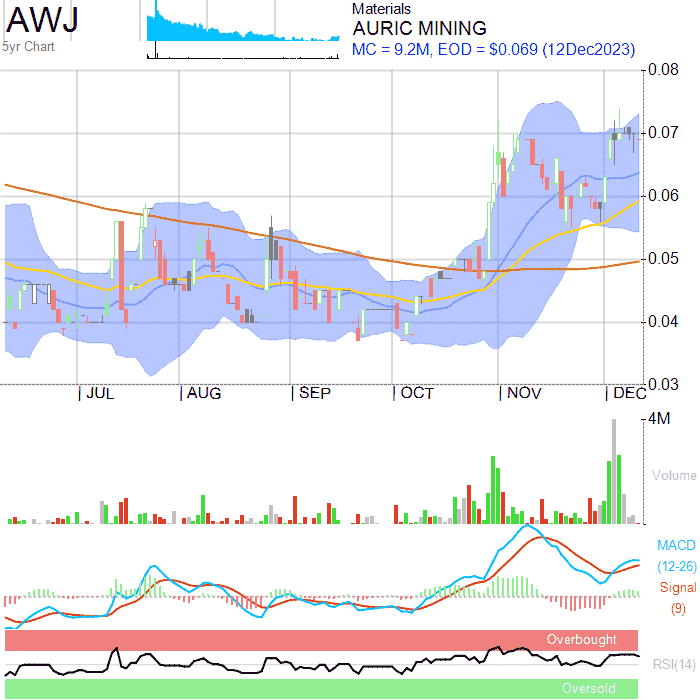 AWJ
5yr Chart
Materials
AURIC MINING
MC = 9.2M, EOD = $0.069 (12Dec2023)
0.08
0.07
0.06
0.05
0.04
0.03
JUL
AUG
SEP
OCT
NOV
DEC
4M
Volume
MACD
(12-26)
Signal
(9)
Overbought
RSI(14)
Oversold